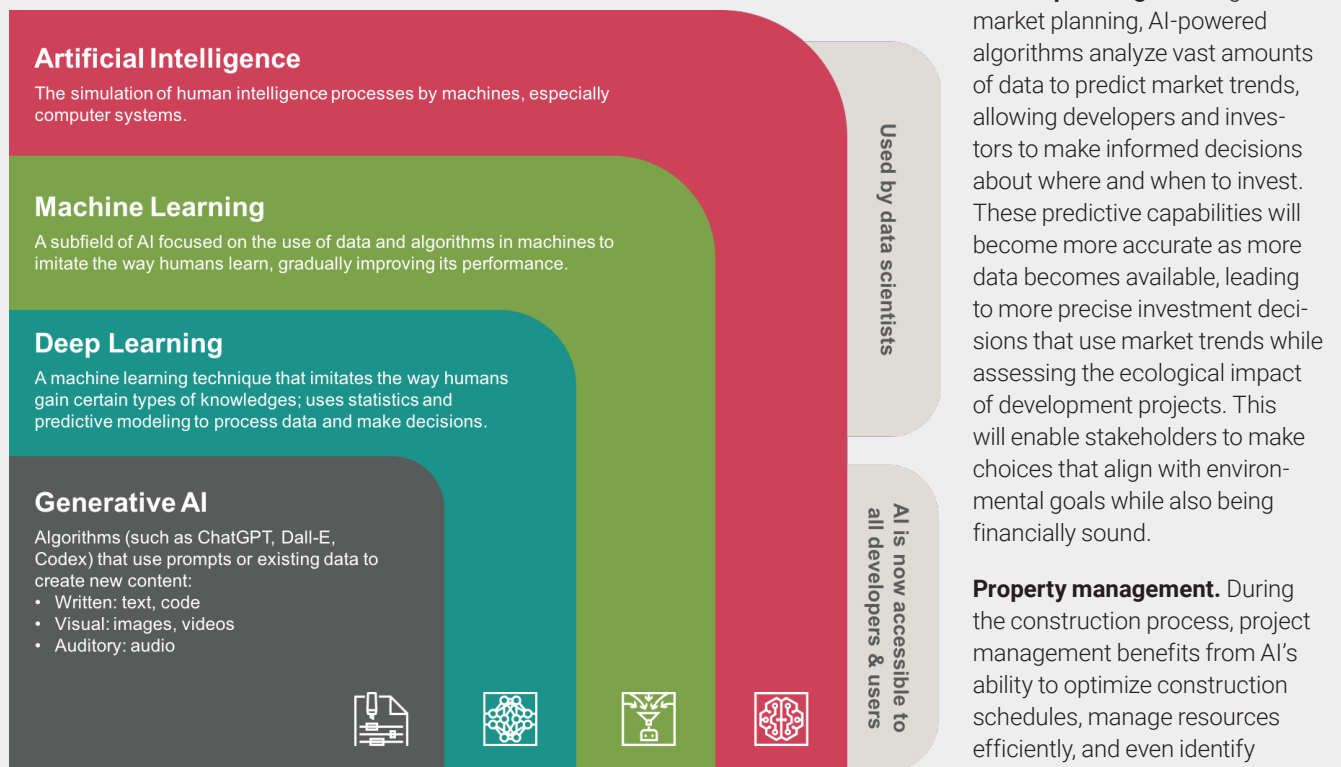 Artificial Intelligence
The simulation of human intelligence processes by machines, especially
computer systems.
Machine Learning
A subfield of AI focused on the use of data and algorithms in machines to
imitate the way humans learn, gradually improving its performance.
Deep Learning
A machine learning technique that imitates the way humans
gain certain types of knowledges; uses statistics and
predictive modeling to process data and make decisions.
Generative AI
Algorithms (such as ChatGPT, Dall-E,
Codex) that use prompts or existing data to
create new content:
• Written: text, code
• Visual: images, videos
• Auditory: audio
Used by data scientists
AI is now accessible to
all developers & users
market planning, AI-powered
algorithms analyze vast amounts
of data to predict market trends,
allowing developers and inves-
tors to make informed decisions
about where and when to invest.
These predictive capabilities will
become more accurate as more
data becomes available, leading
to more precise investment deci-
sions that use market trends while
assessing the ecological impact
of development projects. This
will enable stakeholders to make
choices that align with environ-
mental goals while also being
financially sound.
Property management. During
the construction process, project
management benefits from AI’s
ability to optimize construction
schedules, manage resources
efficiently, and even identify